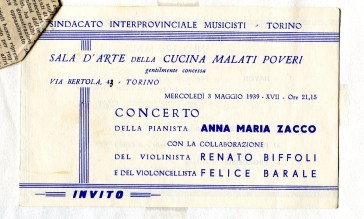 SINDACATO INTERPROVINCIALE MUSICISTI - TORINO
SALA D'ARTE DELLA CUCINA MALATI POVERI
gentilmente concessa
VIA BERTOLA, 13 - TORINO
MERCOLEDÌ 3 MAGGIO 1939 - XVII - Ore 21,15
CONCERTO
DELLA PIANISTA ANNA MARIA ZACCO
CON LA COLLABORAZIONE
DEL VIOLINISTA RENATO BIFFOLI
E DEL VIOLONCELLISTA FELICE BARALE
INVITO